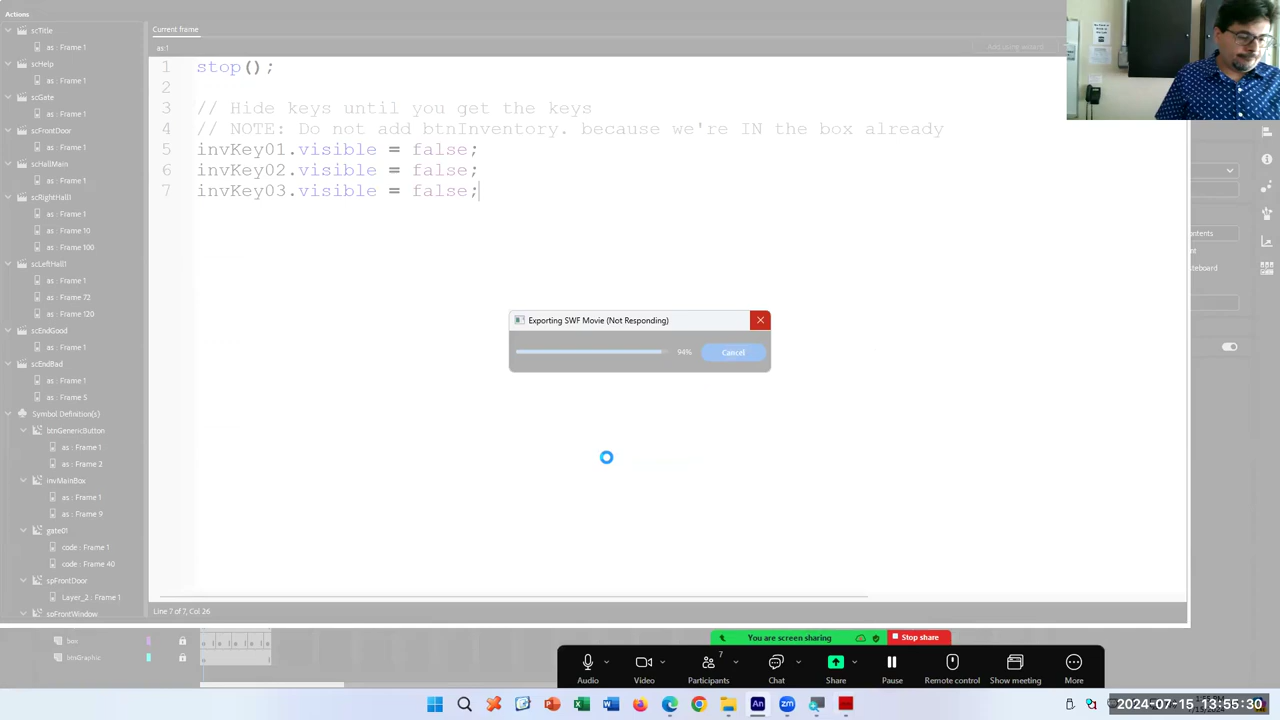 Actions
scTitle
as : Frame 1
scHelp
as : Frame 1
scGate
as : Frame 1
scFrontDoor
as : Frame 1
scHallMain
as : Frame 1
scRightHall1
as : Frame 1
as : Frame 10
as : Frame 100
scLeftHall1
as : Frame 1
as : Frame 72
as : Frame 120
scEndGood
as : Frame 1
scEndBad
as : Frame 1
as : Frame 5
Symbol Definition(s)
btnGenericButton
as : Frame 1
as : Frame 2
invMainBox
as : Frame 1
as : Frame 9
gate01
code : Frame 1
code : Frame 40
spFrontDoor
Layer_2 : Frame 1
spFrontWindow
Current frame
as:1
Add using wizard
1 stop();
2
3 // Hide keys until you get the keys
4 // NOTE: Do not add btnInventory. because we're IN the box already
5 invKey01.visible = false;
6 invKey02.visible = false;
7 invKey03.visible = false;
Exporting SWF Movie (Not Responding)
94%
Cancel
Line 7 of 7, Col 26
box
btnGraphic
You are screen sharing
Stop share
7
Audio
Video
Participants
Chat
Share
Pause
Remote control
Show meeting
More
2024-07-15 13:55:30